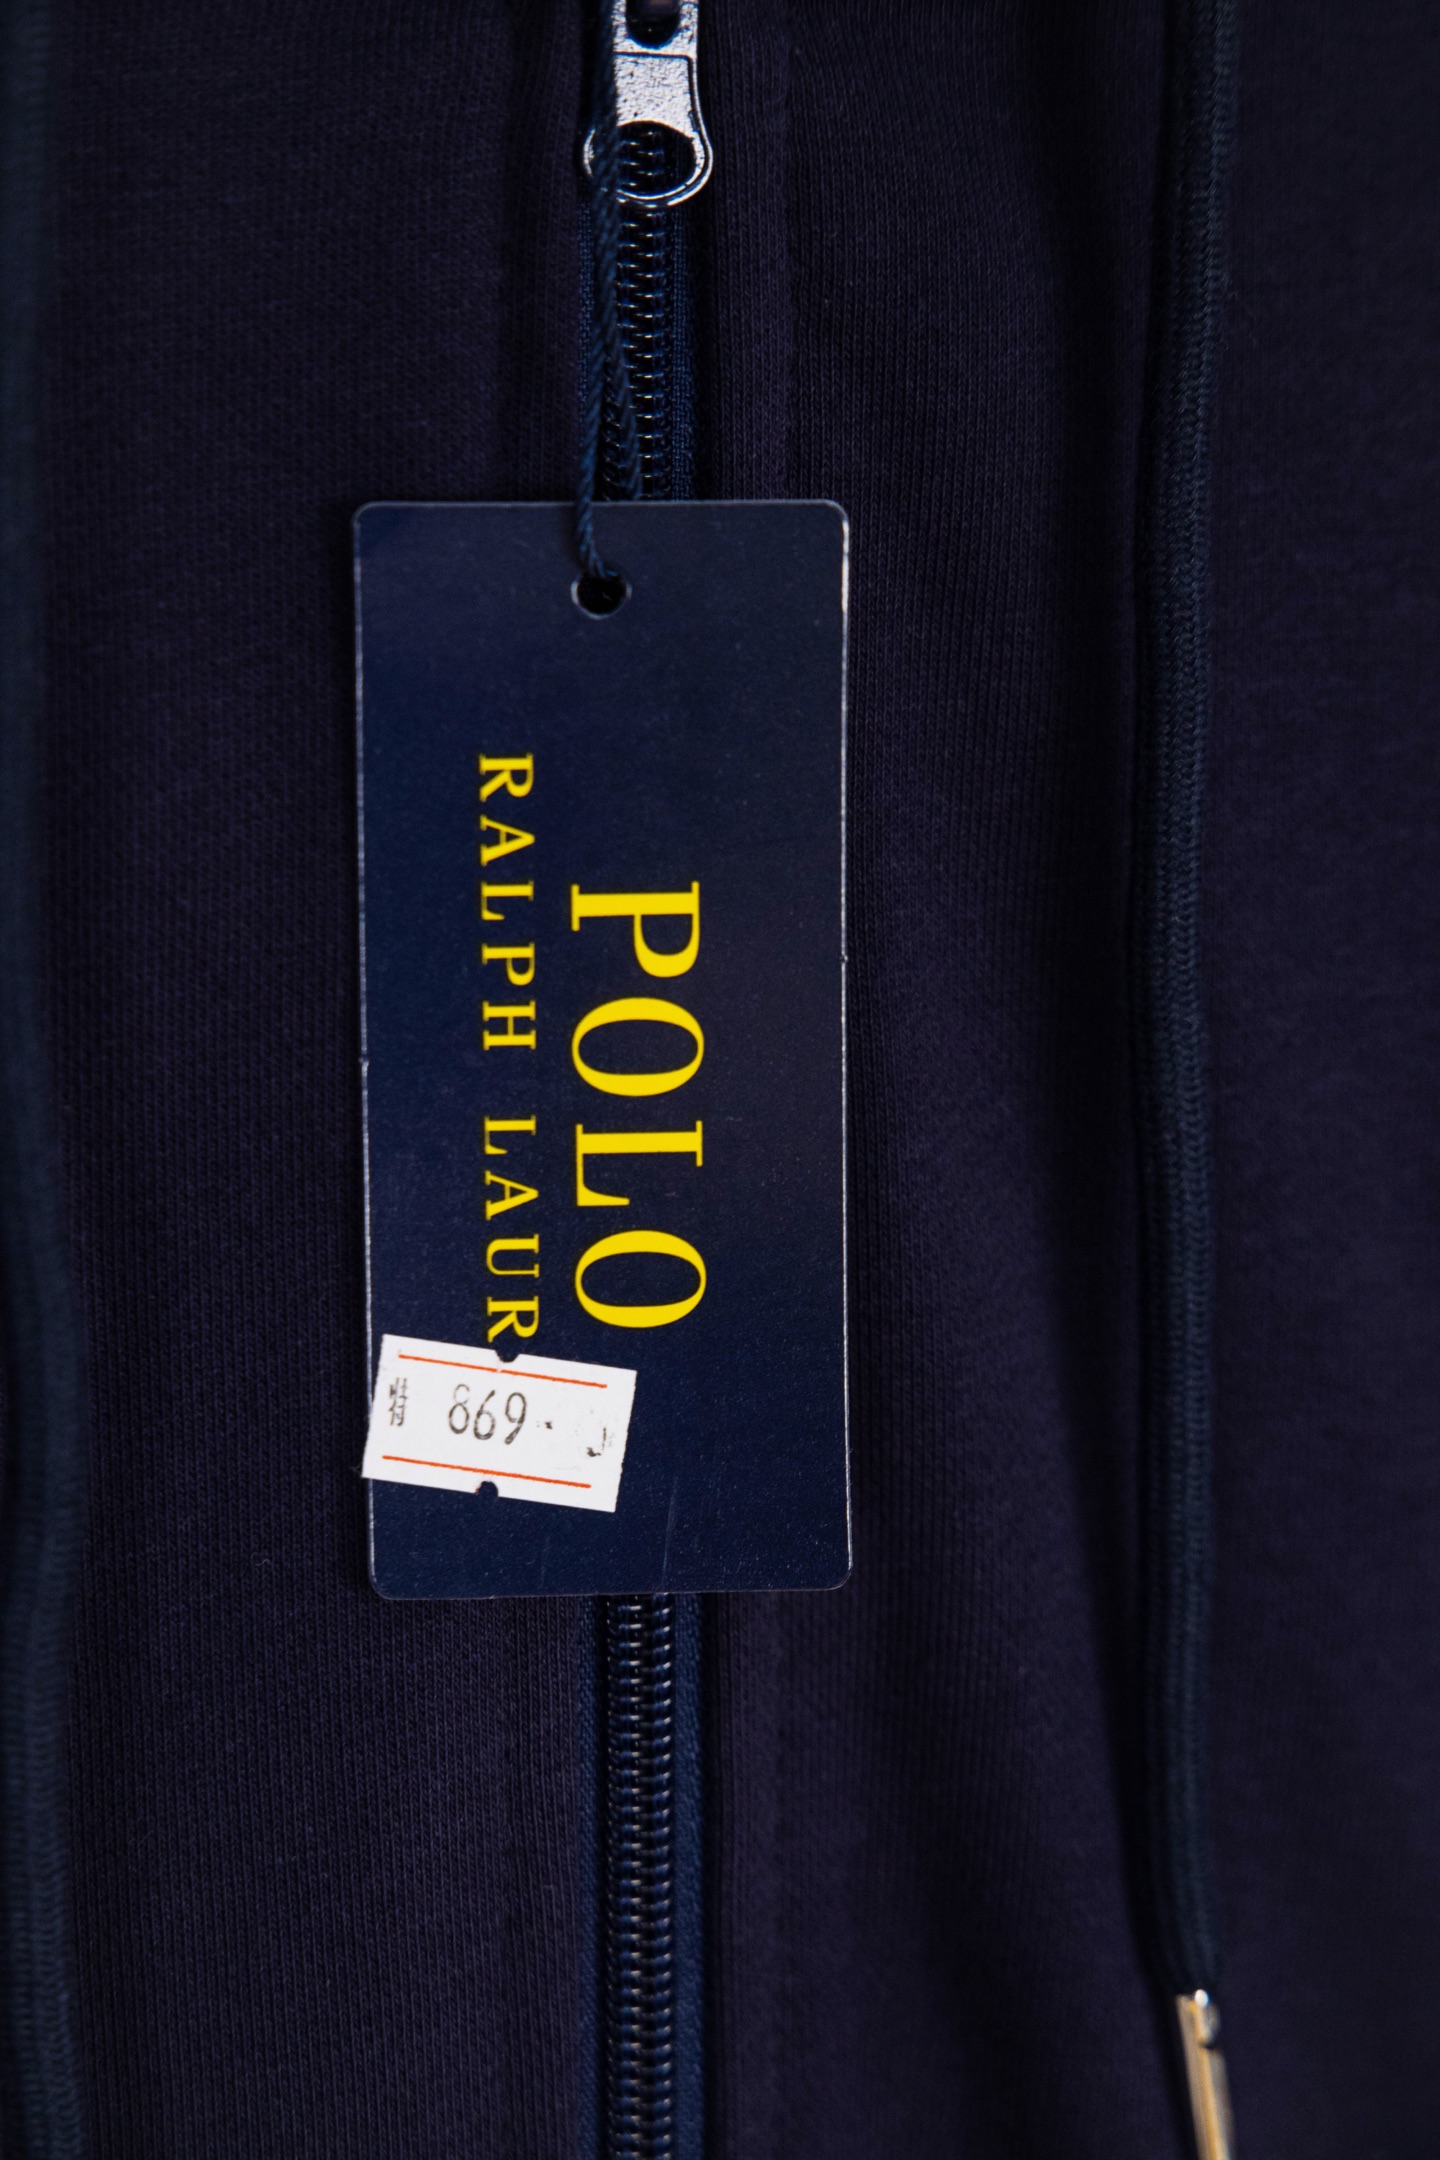 POLO
RALPH LAUR
特 869-